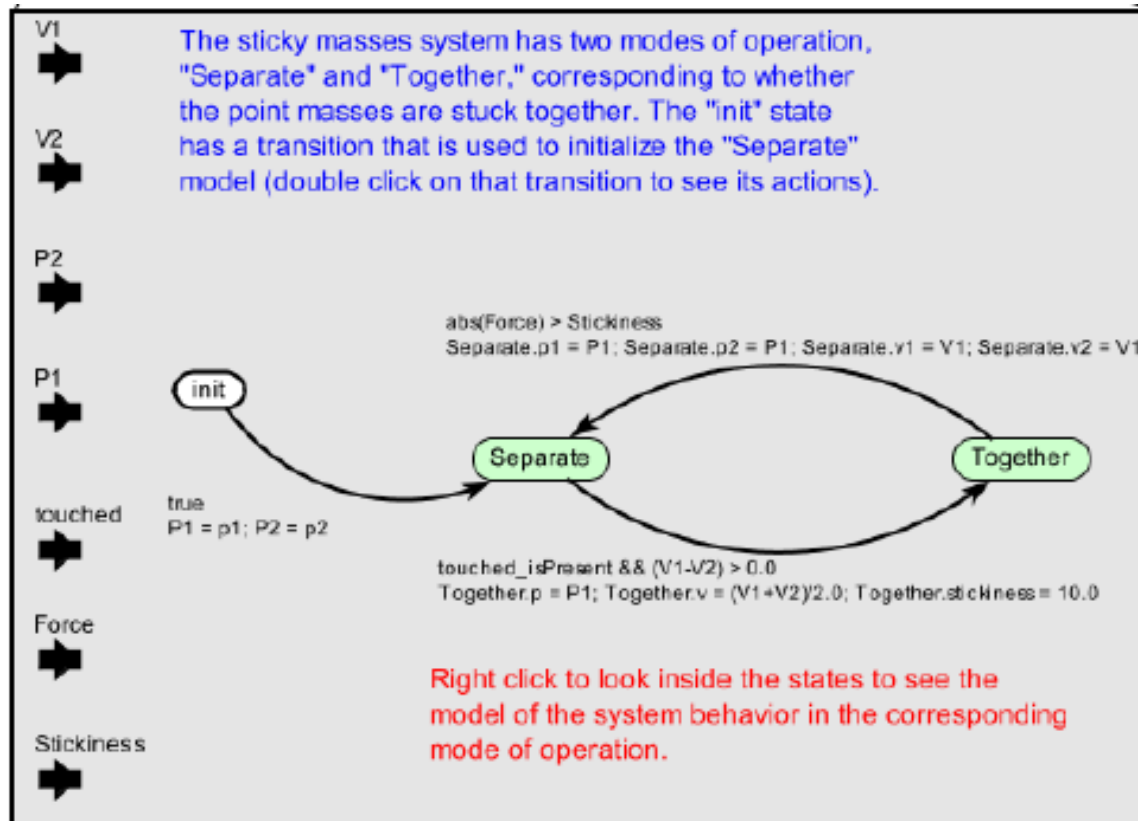 V1
The sticky masses system has two modes of operation,
"Separate" and "Together," corresponding to whether
the point masses are stuck together. The "init" state
V2
has a transition that is used to initialize the "Separate"
model (double click on that transition to see its actions).
P2
abs(Force) > Stickiness
Separate.p1 = P1; Separate.p2 = P1; Separate.v1 = V1; Separate.v2 = V1
P1
init
Separate
Together
touched
true
P1 = p1; P2 = p2
touched_isPresent && (V1-V2) > 0.0
Together.p = P1; Together.v = (V1+V2)/2.0; Together.stickiness = 10.0
Force
Right click to look inside the states to see the
model of the system behavior in the corresponding
mode of operation.
Stickiness